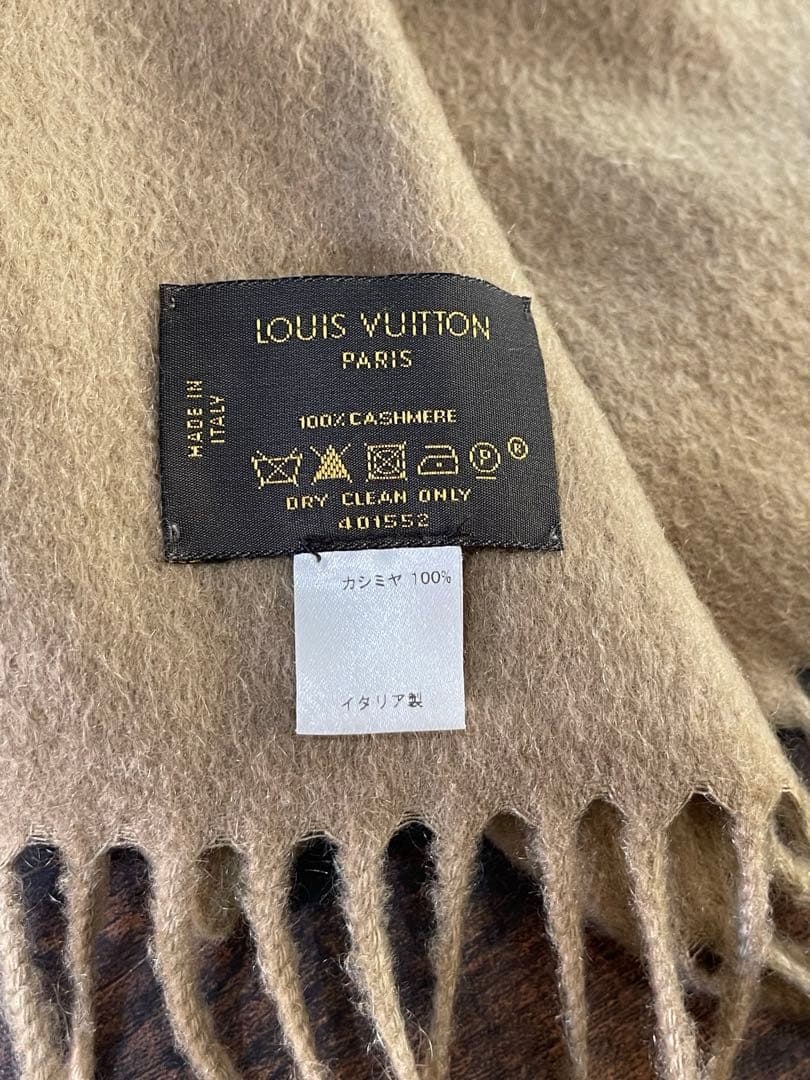 LOUIS VUITTON
PARIS
MADE IN
ITALY
100% CASHMERE
P ®
DRY CLEAN ONLY
401552
カシミヤ 100%
イタリア製